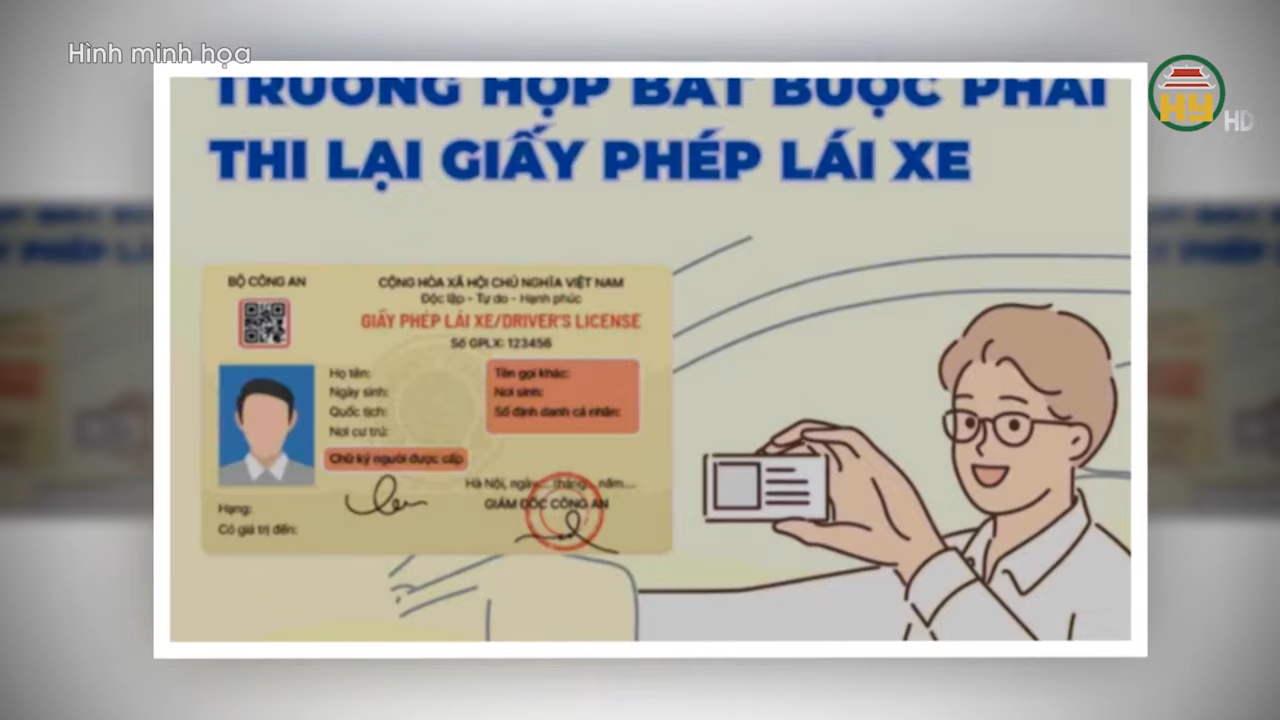 Hình minh họa
HY
HD
TRƯỜNG HỢP BẮT BUỘC PHẢI
THI LẠI GIẤY PHÉP LÁI XE
BỘ CÔNG AN
CỘNG HÒA XÃ HỘI CHỦ NGHĨA VIỆT NAM
Độc lập - Tự do - Hạnh phúc
GIẤY PHÉP LÁI XE/DRIVER'S LICENSE
Số GPLX: 123456
Họ tên:
Ngày sinh:
Quốc tịch:
Nơi cư trú:
Tên gọi khác:
Nơi sinh:
Số định danh cá nhân:
Chữ ký người được cấp
Hà Nội, ngày... tháng... năm...
GIÁM ĐỐC CÔNG AN
Hạng:
Có giá trị đến: